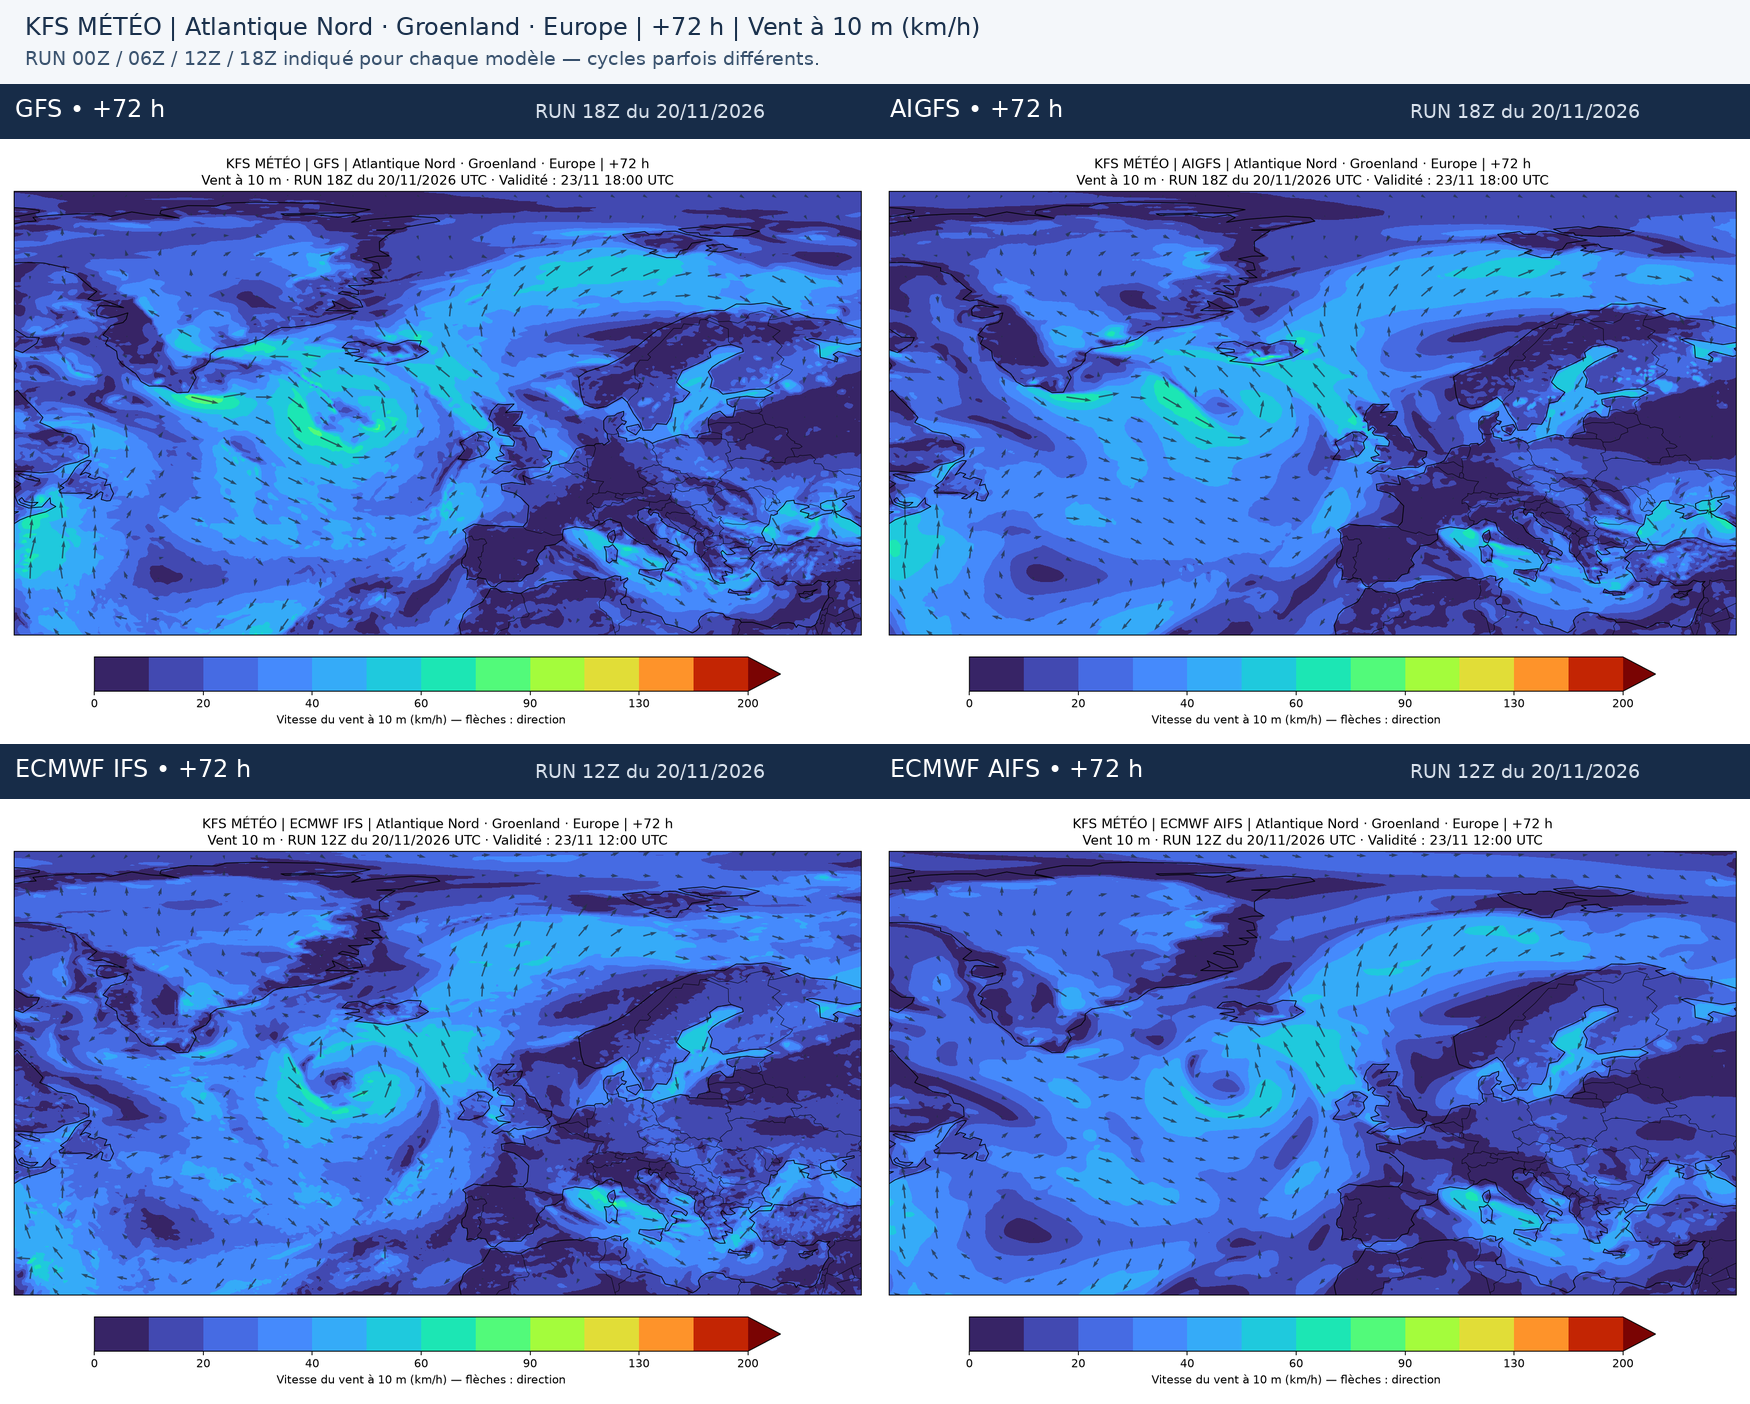 KFS MÉTÉO | Atlantique Nord · Groenland · Europe | +72 h | Vent à 10 m (km/h)
RUN 00Z / 06Z / 12Z / 18Z indiqué pour chaque modèle — cycles parfois différents.
GFS • +72 h
RUN 18Z du 20/11/2026
KFS MÉTÉO | GFS | Atlantique Nord · Groenland · Europe | +72 h
Vent à 10 m · RUN 18Z du 20/11/2026 UTC · Validité : 23/11 18:00 UTC
0 20 40 60 90 130 200
Vitesse du vent à 10 m (km/h) — flèches : direction
AIGFS • +72 h
RUN 18Z du 20/11/2026
KFS MÉTÉO | AIGFS | Atlantique Nord · Groenland · Europe | +72 h
Vent à 10 m · RUN 18Z du 20/11/2026 UTC · Validité : 23/11 18:00 UTC
0 20 40 60 90 130 200
Vitesse du vent à 10 m (km/h) — flèches : direction
ECMWF IFS • +72 h
RUN 12Z du 20/11/2026
KFS MÉTÉO | ECMWF IFS | Atlantique Nord · Groenland · Europe | +72 h
Vent 10 m · RUN 12Z du 20/11/2026 UTC · Validité : 23/11 12:00 UTC
0 20 40 60 90 130 200
Vitesse du vent à 10 m (km/h) — flèches : direction
ECMWF AIFS • +72 h
RUN 12Z du 20/11/2026
KFS MÉTÉO | ECMWF AIFS | Atlantique Nord · Groenland · Europe | +72 h
Vent 10 m · RUN 12Z du 20/11/2026 UTC · Validité : 23/11 12:00 UTC
0 20 40 60 90 130 200
Vitesse du vent à 10 m (km/h) — flèches : direction